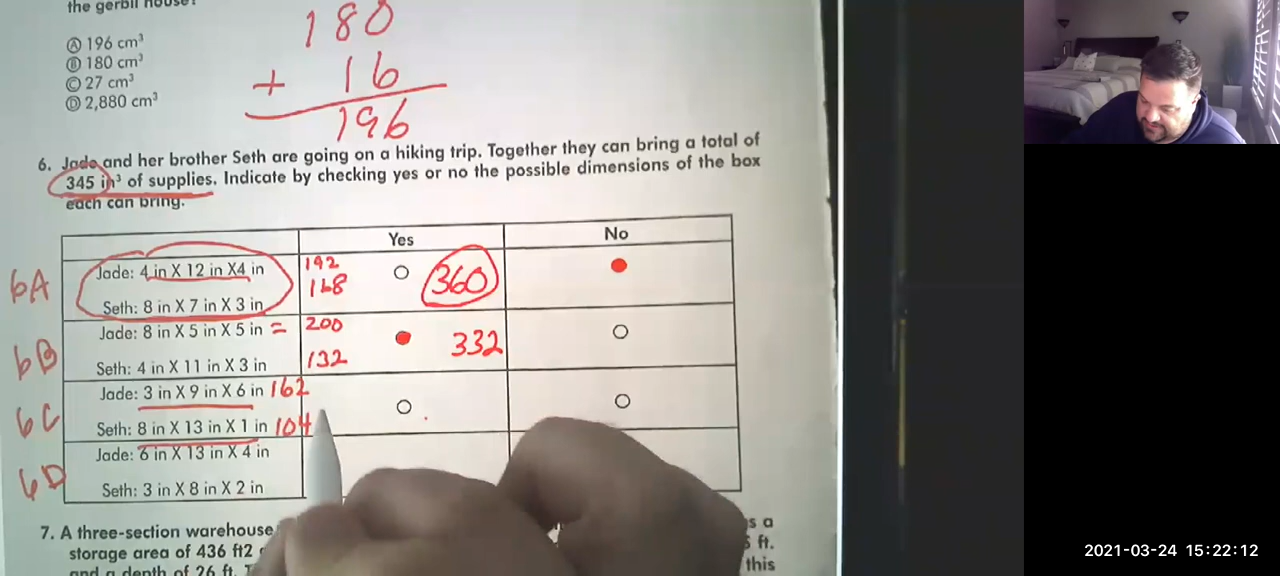 the gerbil house?
Ⓐ 196 cm³
Ⓑ 180 cm³
Ⓒ 27 cm³
Ⓓ 2,880 cm³
180
+ 16
196
6. Jade and her brother Seth are going on a hiking trip. Together they can bring a total of
345 in³ of supplies. Indicate by checking yes or no the possible dimensions of the box
each can bring.
Yes No
6A
Jade: 4 in X 12 in X4 in 192
Seth: 8 in X 7 in X 3 in 168
360
6B
Jade: 8 in X 5 in X 5 in = 200
Seth: 4 in X 11 in X 3 in 132
332
6C
Jade: 3 in X 9 in X 6 in 162
Seth: 8 in X 13 in X 1 in 104
6D
Jade: 6 in X 13 in X 4 in
Seth: 3 in X 8 in X 2 in
7. A three-section warehouse s a
storage area of 436 ft2 ft.
and a depth of 26 ft. this
2021-03-24 15:22:12